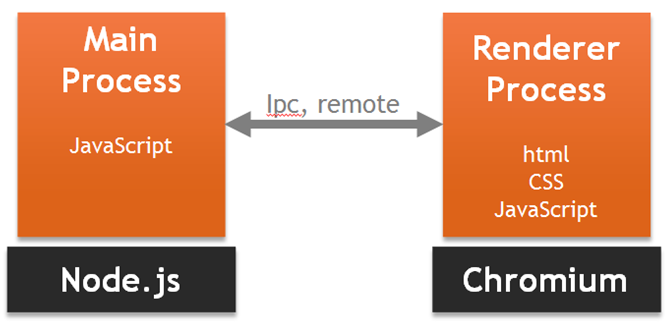 Main
Process
JavaScript
Node.js
Ipc, remote
Renderer
Process
html
CSS
JavaScript
Chromium